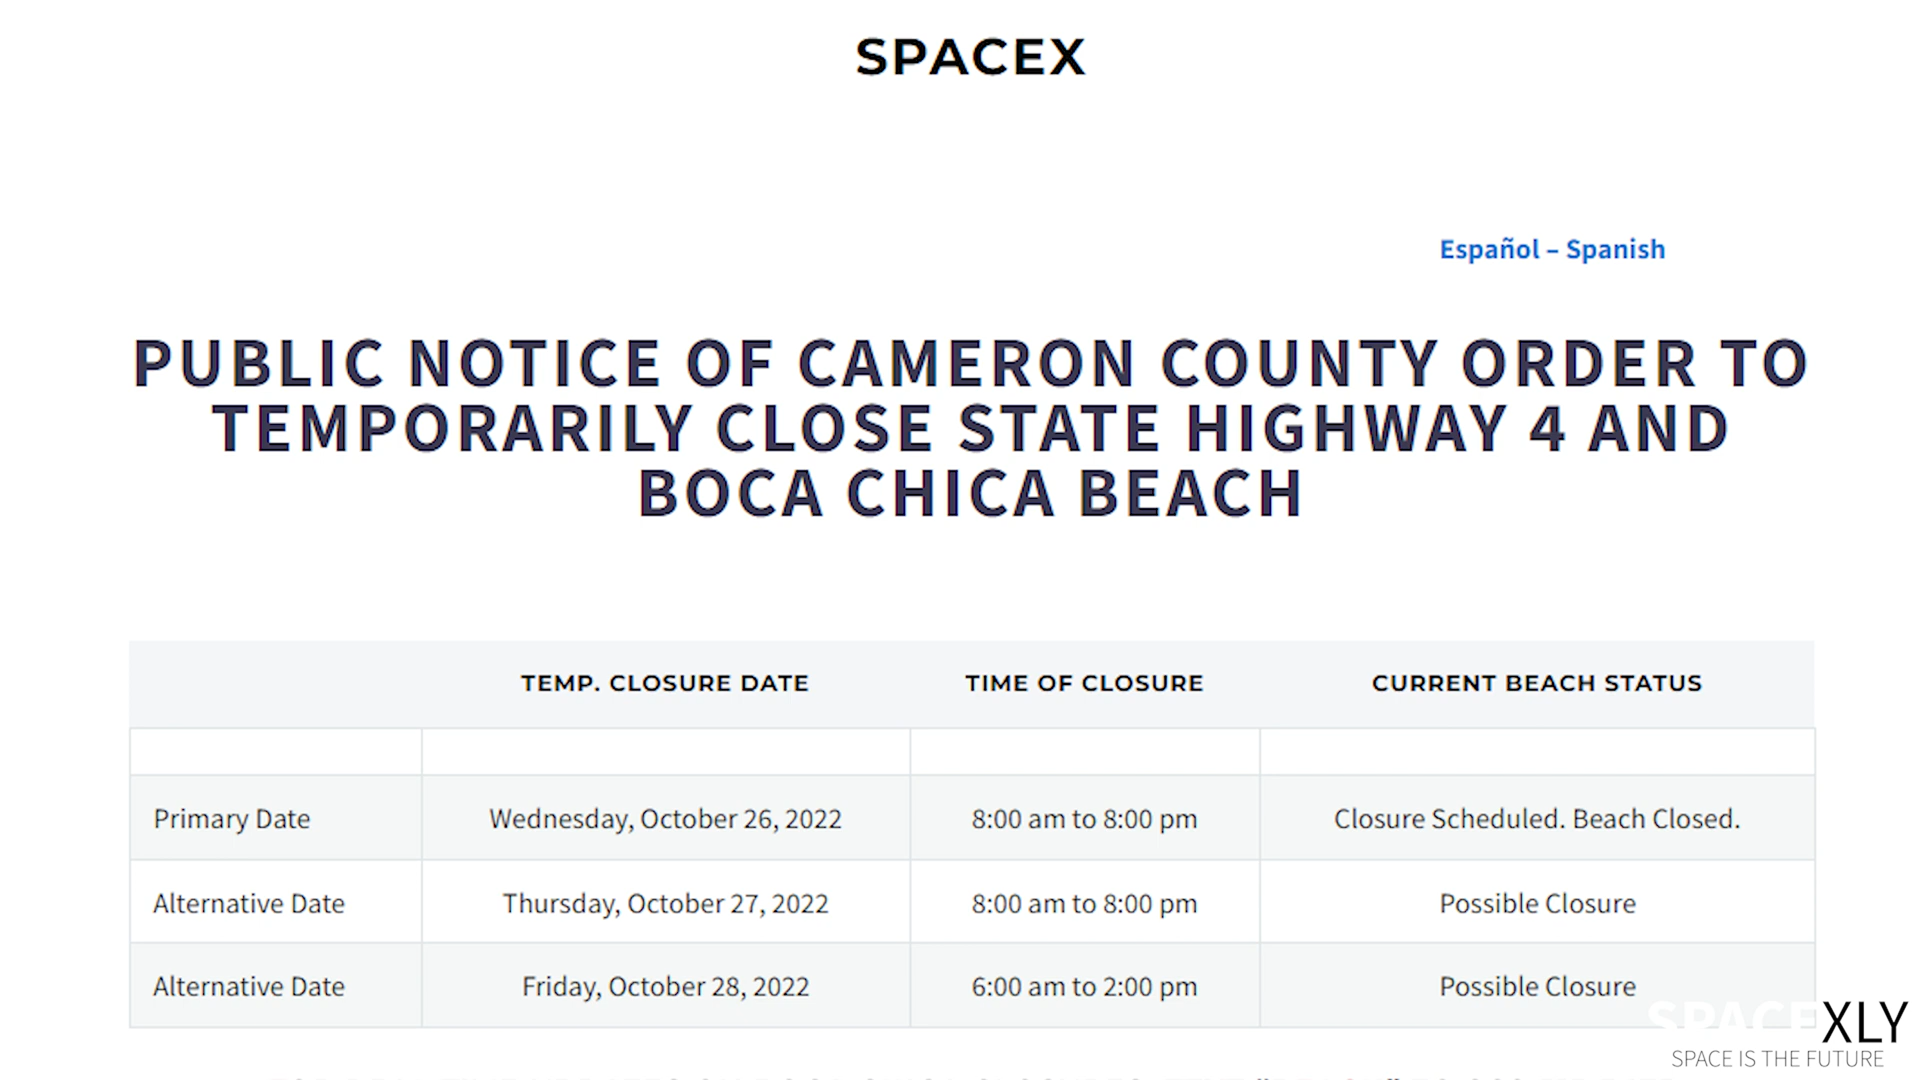 SPACEX
Español – Spanish
PUBLIC NOTICE OF CAMERON COUNTY ORDER TO
TEMPORARILY CLOSE STATE HIGHWAY 4 AND
BOCA CHICA BEACH
TEMP. CLOSURE DATE TIME OF CLOSURE CURRENT BEACH STATUS
Primary Date Wednesday, October 26, 2022 8:00 am to 8:00 pm Closure Scheduled. Beach Closed.
Alternative Date Thursday, October 27, 2022 8:00 am to 8:00 pm Possible Closure
Alternative Date Friday, October 28, 2022 6:00 am to 2:00 pm Possible Closure
SPACEXLY
SPACE IS THE FUTURE